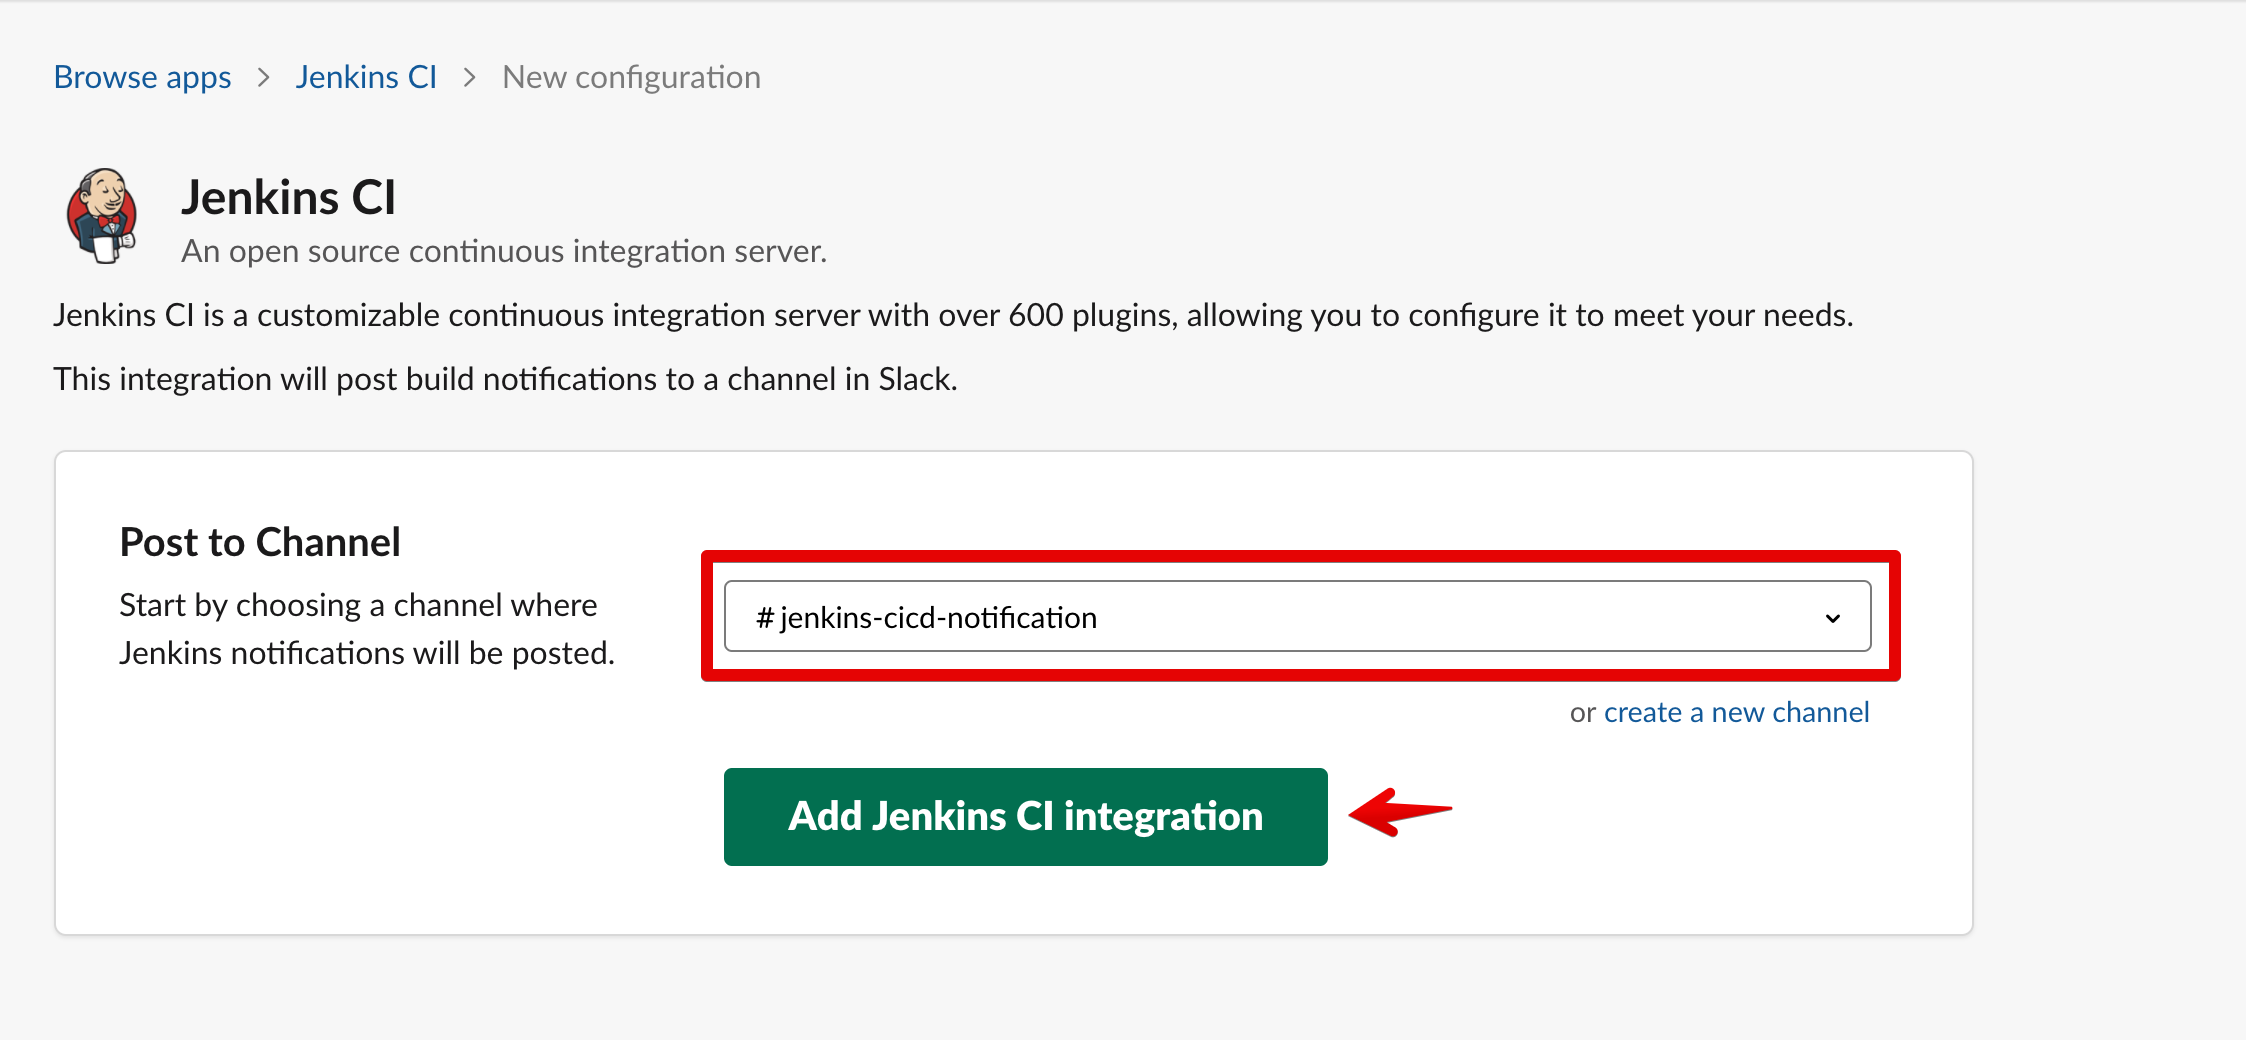 Browse apps > Jenkins CI > New configuration
Jenkins CI
An open source continuous integration server.
Jenkins CI is a customizable continuous integration server with over 600 plugins, allowing you to configure it to meet your needs.
This integration will post build notifications to a channel in Slack.
Post to Channel
Start by choosing a channel where
Jenkins notifications will be posted.
# jenkins-cicd-notification
or create a new channel
Add Jenkins CI integration